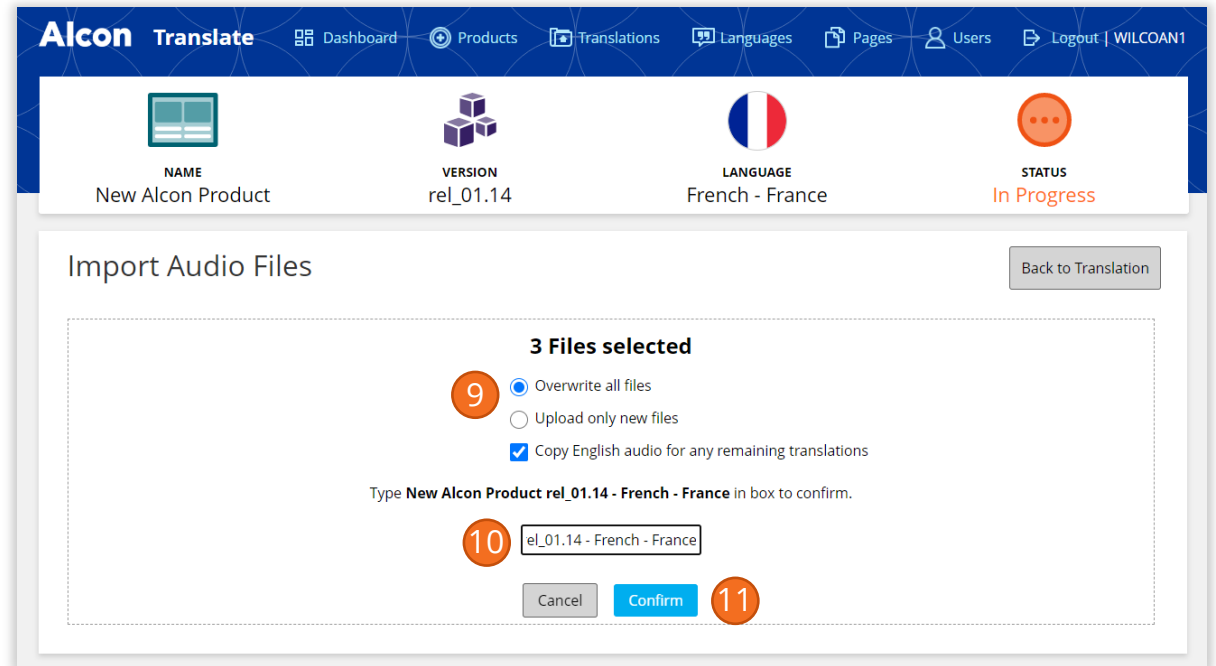 Alcon Translate Dashboard Products Translations Languages Pages Users Logout | WILCOAN1
NAME VERSION LANGUAGE STATUS
New Alcon Product rel_01.14 French - France In Progress
Import Audio Files Back to Translation
3 Files selected
9 Overwrite all files
Upload only new files
Copy English audio for any remaining translations
Type New Alcon Product rel_01.14 - French - France in box to confirm.
10 el_01.14 - French - France
Cancel Confirm 11